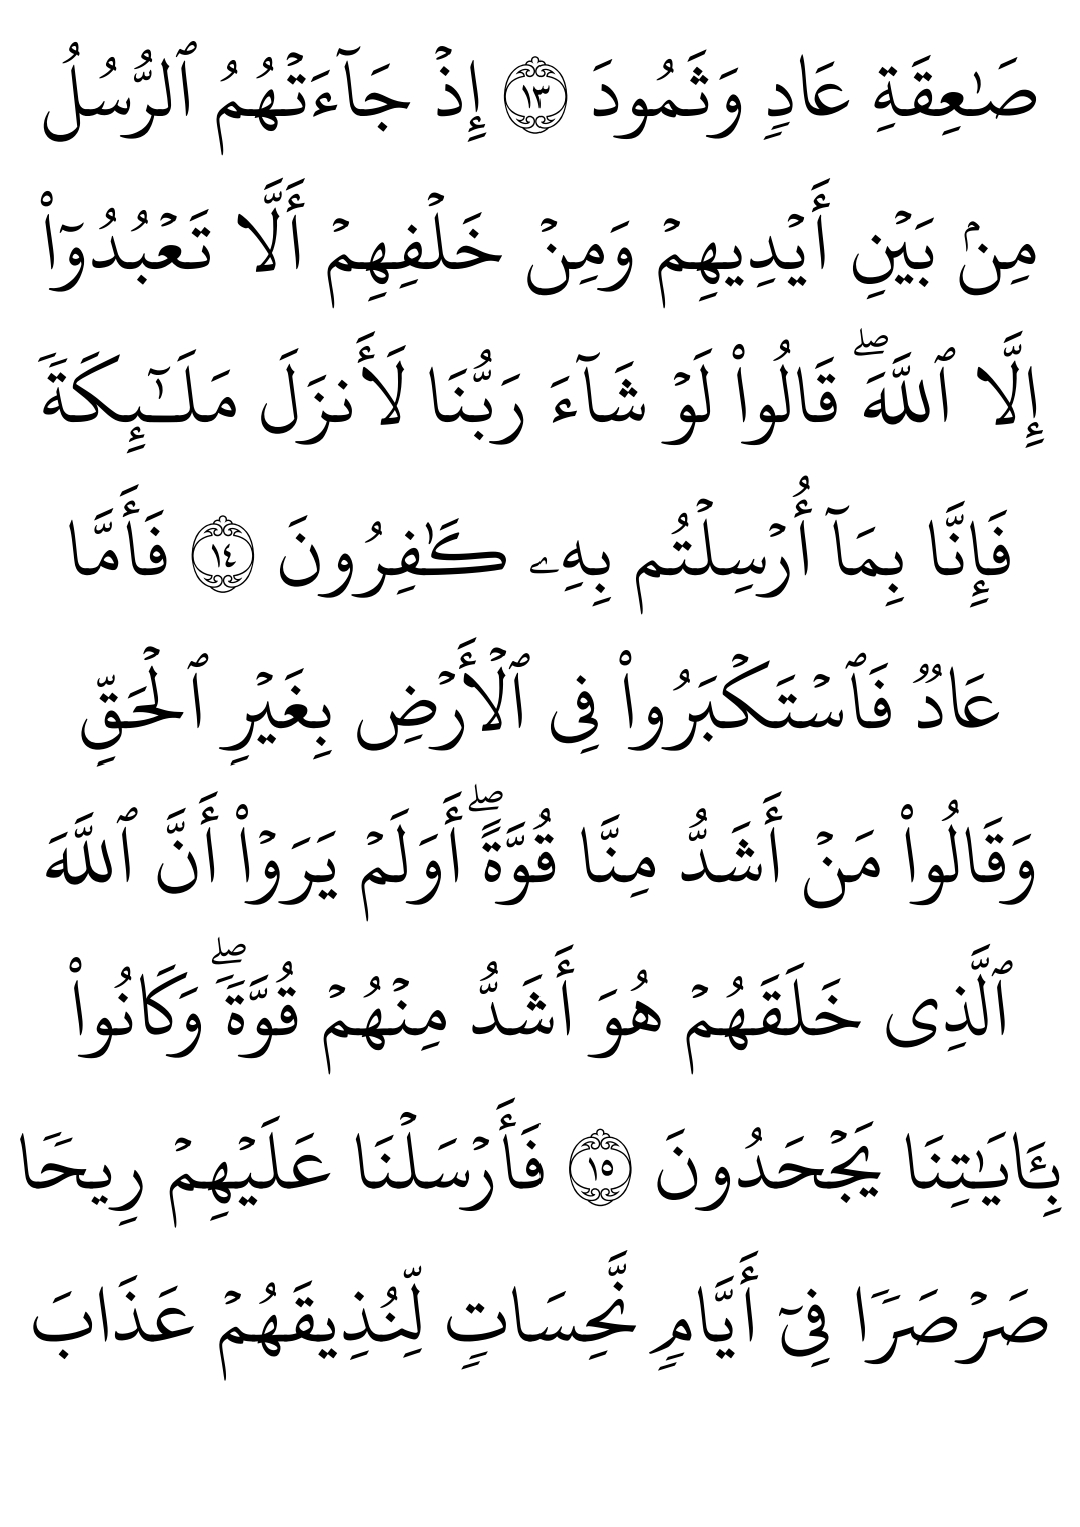 صَٰعِقَةِ عَادٖ وَثَمُودَ ١٣ إِذۡ جَآءَتۡهُمُ ٱلرُّسُلُ
مِنۢ بَيۡنِ أَيۡدِيهِمۡ وَمِنۡ خَلۡفِهِمۡ أَلَّا تَعۡبُدُوٓاْ
إِلَّا ٱللَّهَۖ قَالُواْ لَوۡ شَآءَ رَبُّنَا لَأَنزَلَ مَلَٰٓئِكَةٗ
فَإِنَّا بِمَآ أُرۡسِلۡتُم بِهِۦ كَٰفِرُونَ ١٤ فَأَمَّا
عَادٞ فَٱسۡتَكۡبَرُواْ فِي ٱلۡأَرۡضِ بِغَيۡرِ ٱلۡحَقِّ
وَقَالُواْ مَنۡ أَشَدُّ مِنَّا قُوَّةًۖ أَوَلَمۡ يَرَوۡاْ أَنَّ ٱللَّهَ
ٱلَّذِي خَلَقَهُمۡ هُوَ أَشَدُّ مِنۡهُمۡ قُوَّةٗۖ وَكَانُواْ
بِـَٔايَٰتِنَا يَجۡحَدُونَ ١٥ فَأَرۡسَلۡنَا عَلَيۡهِمۡ رِيحٗا
صَرۡصَرٗا فِيٓ أَيَّامٖ نَّحِسَاتٖ لِّنُذِيقَهُمۡ عَذَابَ